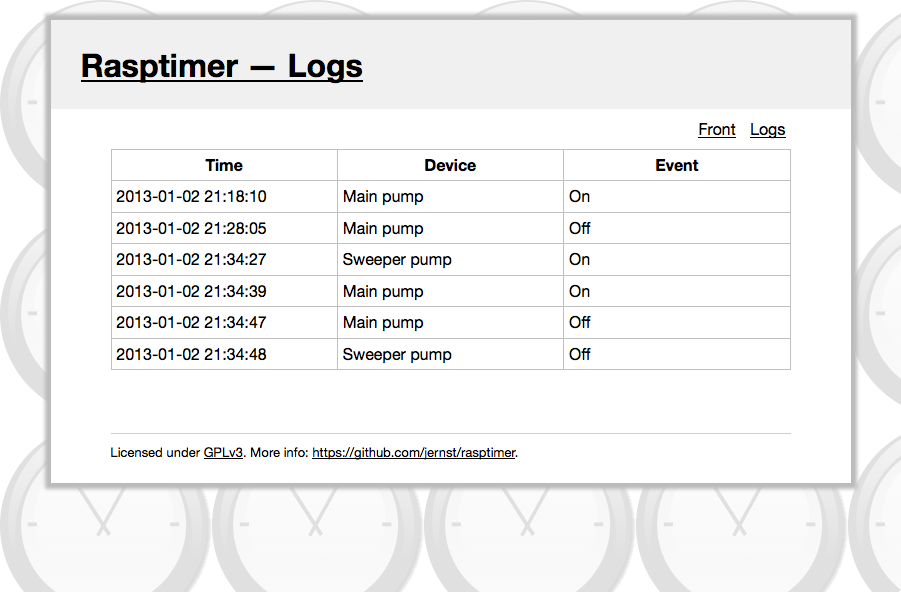 Rasptimer — Logs
Front Logs
Time Device Event
2013-01-02 21:18:10 Main pump On
2013-01-02 21:28:05 Main pump Off
2013-01-02 21:34:27 Sweeper pump On
2013-01-02 21:34:39 Main pump On
2013-01-02 21:34:47 Main pump Off
2013-01-02 21:34:48 Sweeper pump Off
Licensed under GPLv3. More info: https://github.com/jernst/rasptimer.